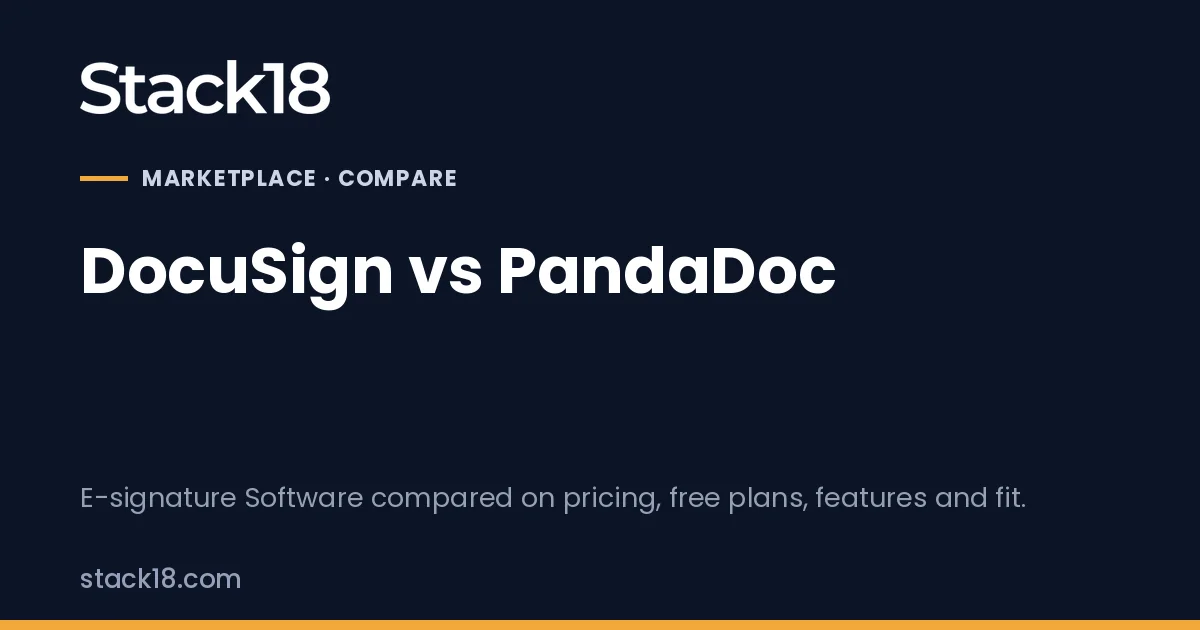 Stack18
MARKETPLACE · COMPARE
DocuSign vs PandaDoc
E-signature Software compared on pricing, free plans, features and fit.
stack18.com